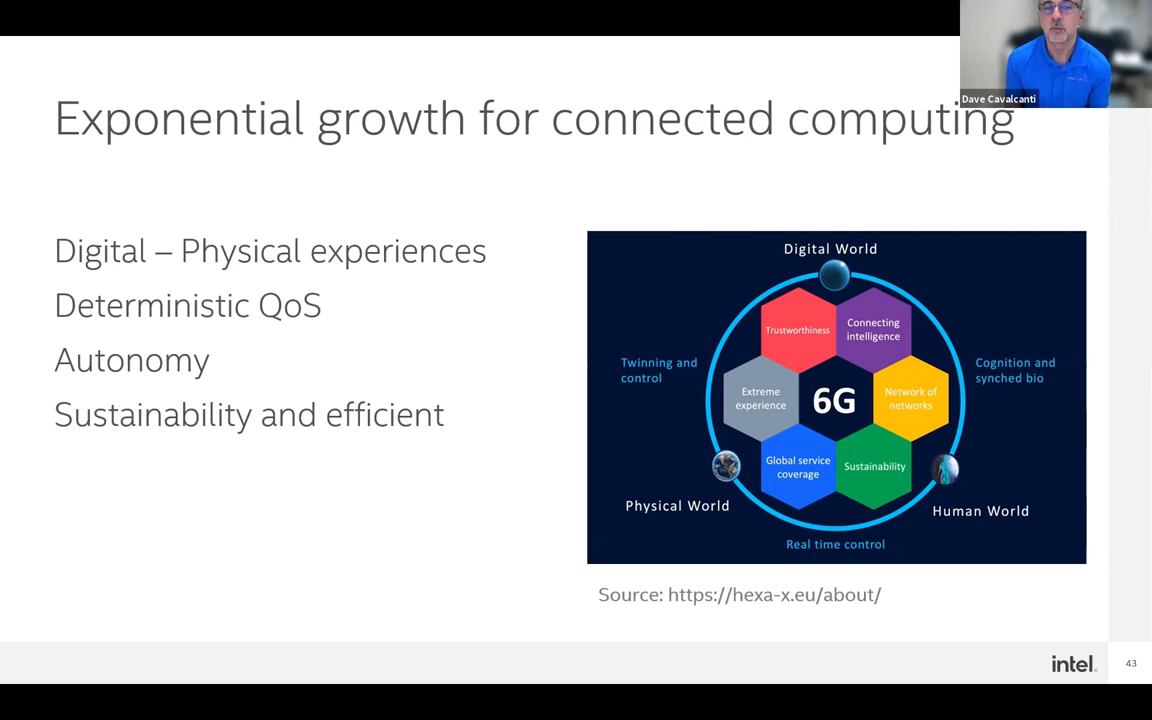 Dave Cavalcanti
Exponential growth for connected computing
Digital – Physical experiences
Deterministic QoS
Autonomy
Sustainability and efficient
Digital World
Trustworthiness
Connecting
intelligence
Twinning and
control
Cognition and
synched bio
Extreme
experience
6G
Network of
networks
Global service
coverage
Sustainability
Physical World
Human World
Real time control
Source: https://hexa-x.eu/about/
intel.
43